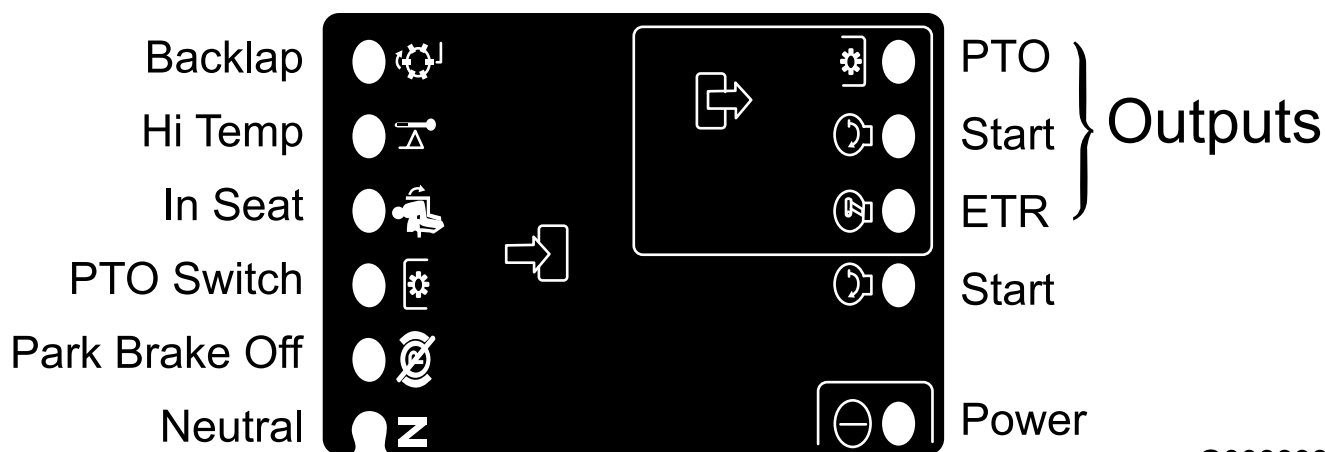 Backlap
Hi Temp
In Seat
PTO Switch
Park Brake Off
Neutral
N
PTO
Start
ETR
Outputs
Start
Power